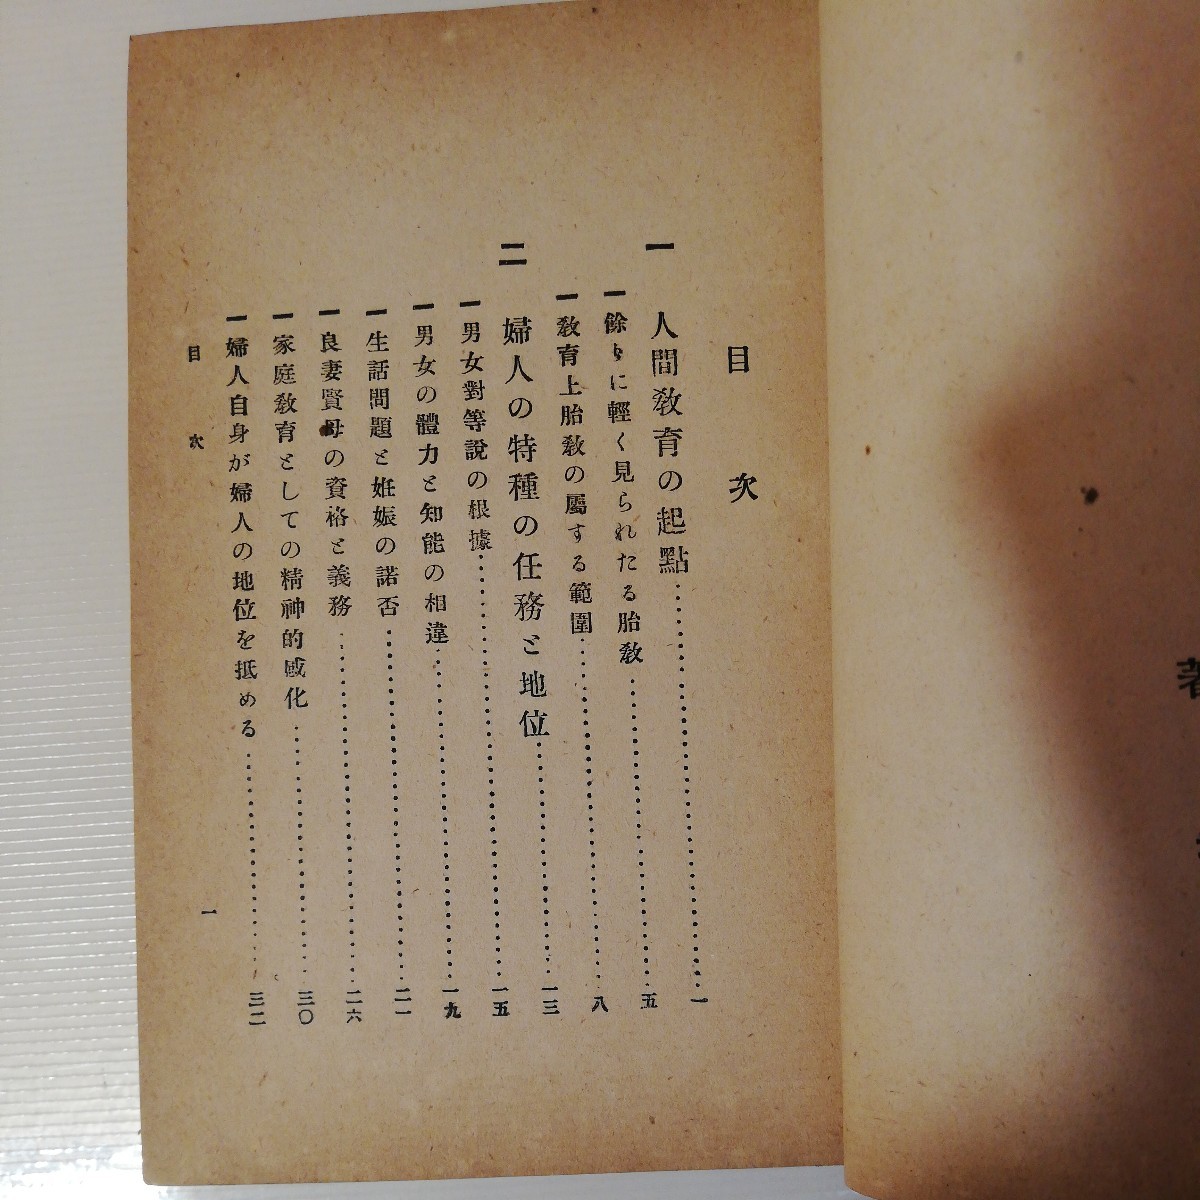 目次
一 人間敎育の起點……一
一 餘りに輕く見られたる胎敎……五
一 敎育上胎敎の屬する範圍……八
二 婦人の特種の任務と地位……一三
一 男女對等說の根據……一五
一 男女の體力と知能の相違……一九
一 生活問題と姙娠の諾否……二一
一 良妻賢母の資格と義務……二六
一 家庭敎育としての精神的感化……三〇
一 婦人自身が婦人の地位を抵める……三二
目次
一
著